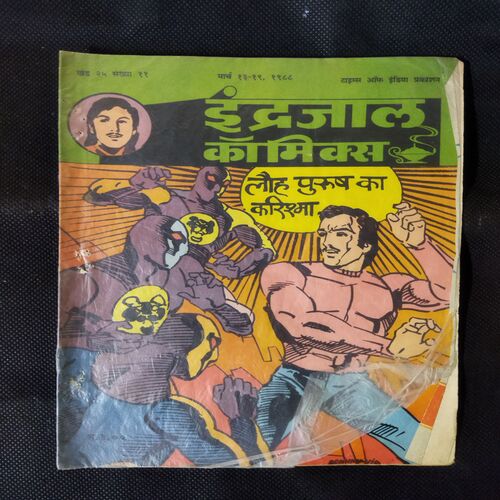 खंड २५ संख्या ११
मार्च १३-१९, १९८८
टाइम्स ऑफ इंडिया प्रकाशन
इंद्रजाल
कॉमिक्स
लौह पुरुष का
करिश्मा